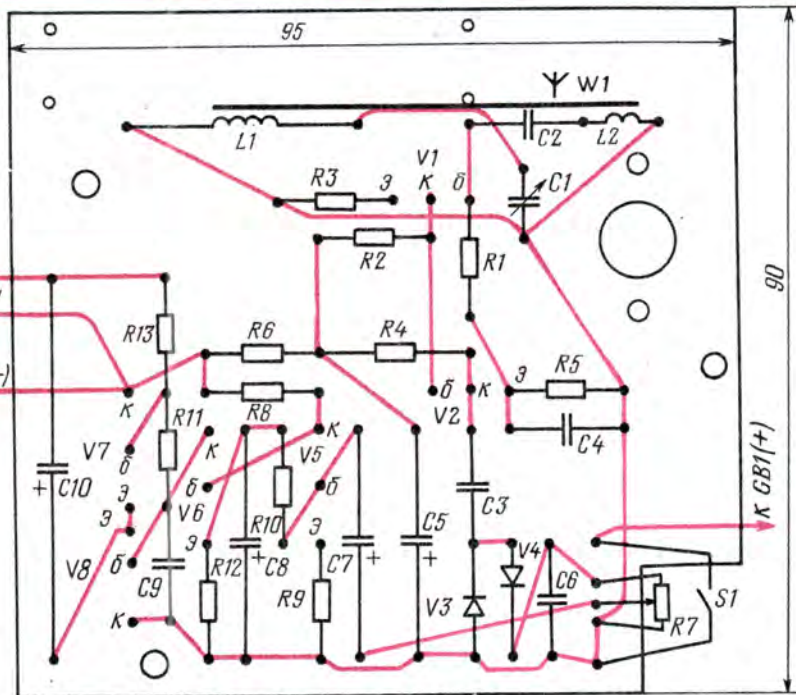 95
W1
L1
C2
L2
V1
R3
Э
К
б
C1
R2
R1
90
R13
R6
R4
R5
-)
К
Э
б
К
R11
R8
К
V2
C4
V7
б
К
V5
К GB1(+)
C10
+
Э
Э
б
V6
R10
б
C3
V8
б
Э
C8
Э
C7
C5
V4
C6
C9
R12
+
R9
+
+
V3
R7
S1
К